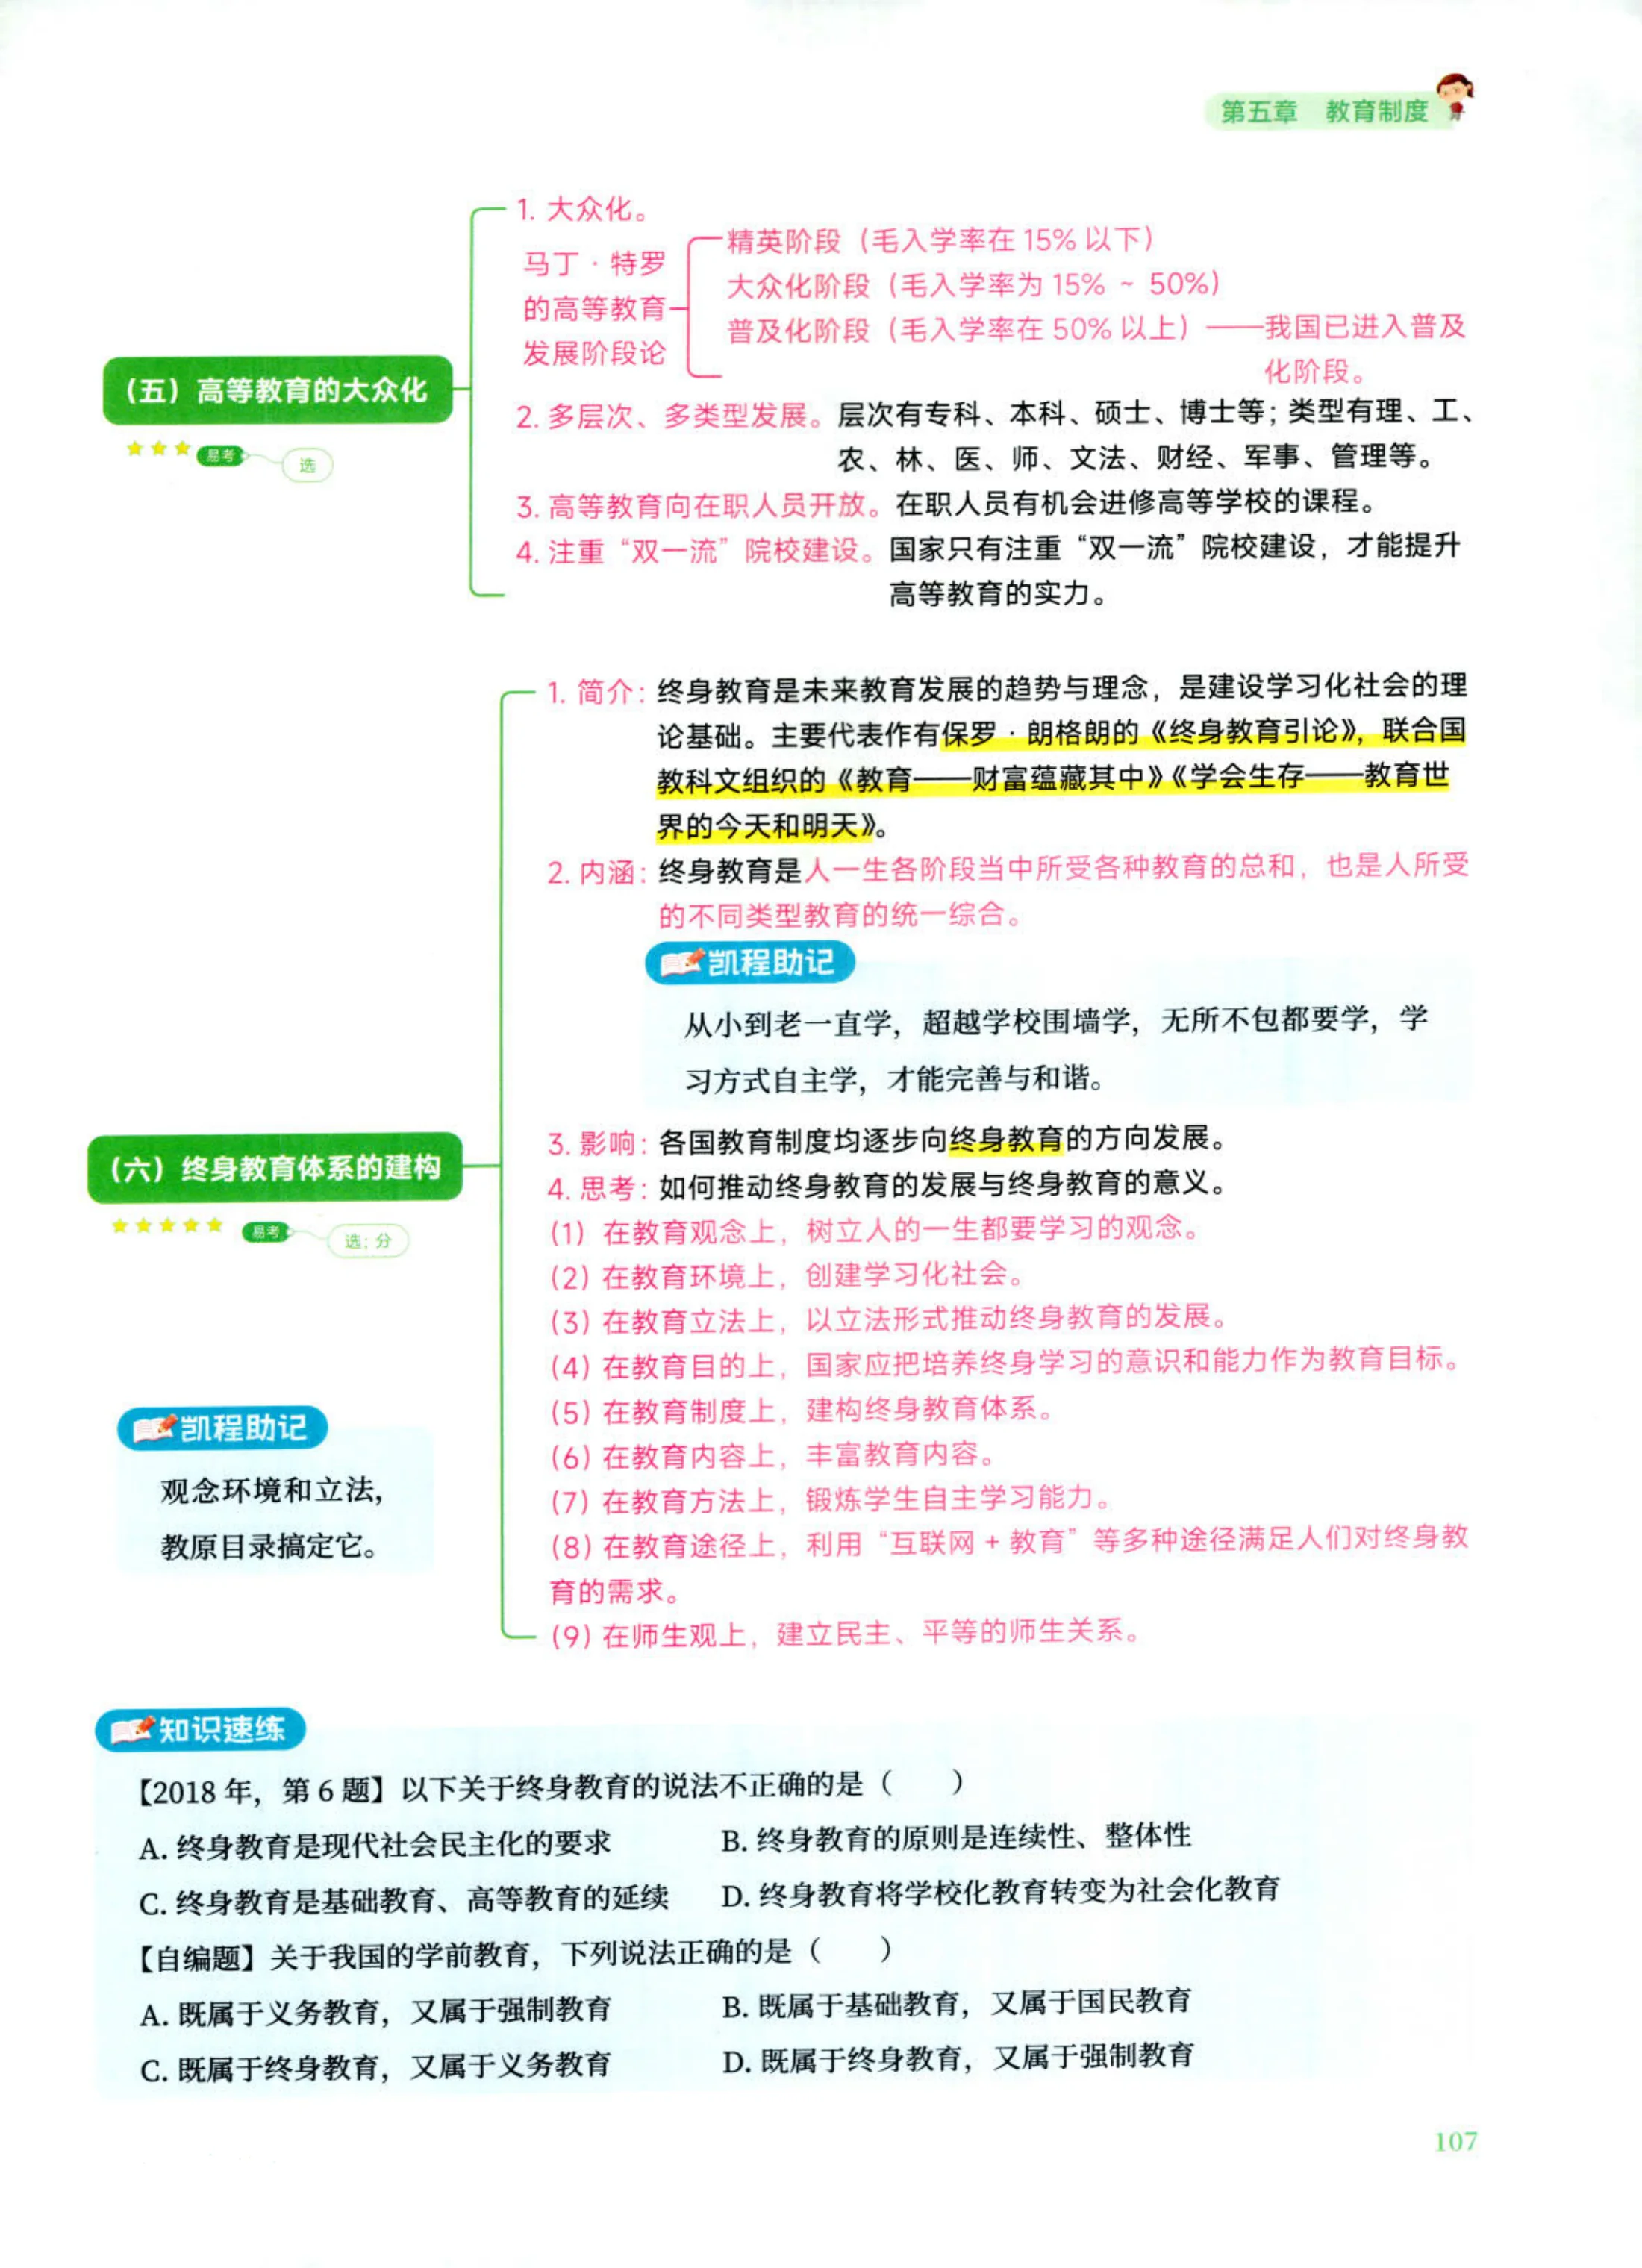 第五章 教育制度
1. 大众化。
马丁·特罗
的高等教育
发展阶段论
精英阶段（毛入学率在 15% 以下）
大众化阶段（毛入学率为 15% ~ 50%）
普及化阶段（毛入学率在 50% 以上）——我国已进入普及
化阶段。
（五）高等教育的大众化
易考
选
2. 多层次、多类型发展。层次有专科、本科、硕士、博士等；类型有理、工、
农、林、医、师、文法、财经、军事、管理等。
3. 高等教育向在职人员开放。在职人员有机会进修高等学校的课程。
4. 注重“双一流”院校建设。国家只有注重“双一流”院校建设，才能提升
高等教育的实力。
1. 简介：终身教育是未来教育发展的趋势与理念，是建设学习化社会的理
论基础。主要代表作有保罗·朗格朗的《终身教育引论》，联合国
教科文组织的《教育——财富蕴藏其中》《学会生存——教育世
界的今天和明天》。
2. 内涵：终身教育是人一生各阶段当中所受各种教育的总和，也是人所受
的不同类型教育的统一综合。
凯程助记
从小到老一直学，超越学校围墙学，无所不包都要学，学
习方式自主学，才能完善与和谐。
（六）终身教育体系的建构
易考
选；分
3. 影响：各国教育制度均逐步向终身教育的方向发展。
4. 思考：如何推动终身教育的发展与终身教育的意义。
（1）在教育观念上，树立人的一生都要学习的观念。
（2）在教育环境上，创建学习化社会。
（3）在教育立法上，以立法形式推动终身教育的发展。
（4）在教育目的上，国家应把培养终身学习的意识和能力作为教育目标。
（5）在教育制度上，建构终身教育体系。
（6）在教育内容上，丰富教育内容。
（7）在教育方法上，锻炼学生自主学习能力。
（8）在教育途径上，利用“互联网 + 教育”等多种途径满足人们对终身教
育的需求。
（9）在师生观上，建立民主、平等的师生关系。
凯程助记
观念环境和立法，
教原目录搞定它。
知识速练
【2018 年，第 6 题】以下关于终身教育的说法不正确的是（ ）
A. 终身教育是现代社会民主化的要求 B. 终身教育的原则是连续性、整体性
C. 终身教育是基础教育、高等教育的延续 D. 终身教育将学校化教育转变为社会化教育
【自编题】关于我国的学前教育，下列说法正确的是（ ）
A. 既属于义务教育，又属于强制教育 B. 既属于基础教育，又属于国民教育
C. 既属于终身教育，又属于义务教育 D. 既属于终身教育，又属于强制教育
107